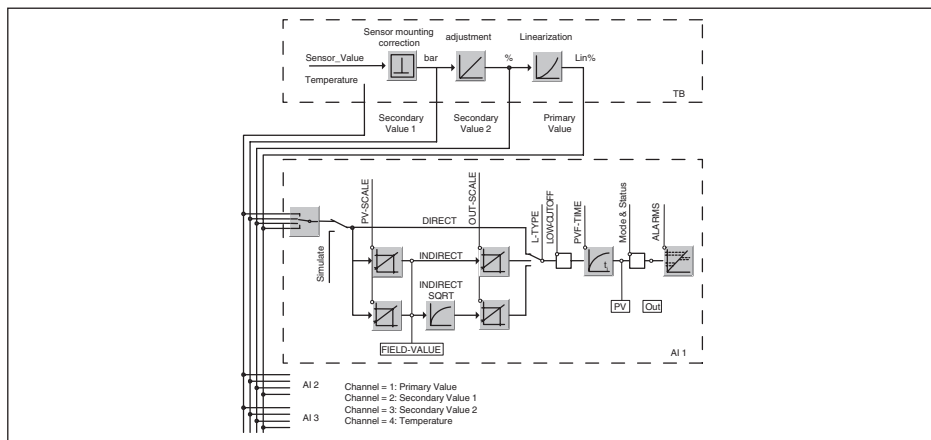 Sensor mounting
correction
adjustment
Linearization
Sensor_Value
bar
%
Lin%
Temperature
TB
Secondary
Value 1
Secondary
Value 2
Primary
Value
PV-SCALE
OUT-SCALE
L-TYPE
LOW-CUTOFF
PVF-TIME
Mode & Status
ALARMS
DIRECT
Simulate
INDIRECT
INDIRECT
SQRT
t
PV
Out
FIELD-VALUE
AI 1
AI 2
Channel = 1: Primary Value
Channel = 2: Secondary Value 1
AI 3
Channel = 3: Secondary Value 2
Channel = 4: Temperature